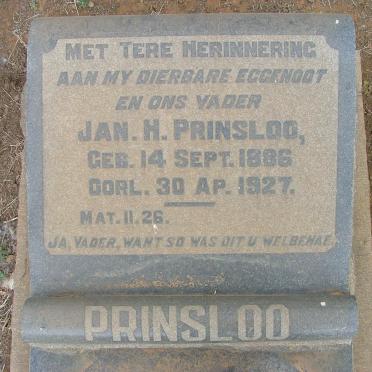 MET TERE HERINNERING
AAN MY DIERBARE EGGENOOT
EN ONS VADER
JAN. H. PRINSLOO,
GEB. 14 SEPT. 1886
OORL. 30 AP. 1927.
MAT. 11. 26.
JA, VADER, WANT SO WAS DIT U WELBEHAE.
PRINSLOO